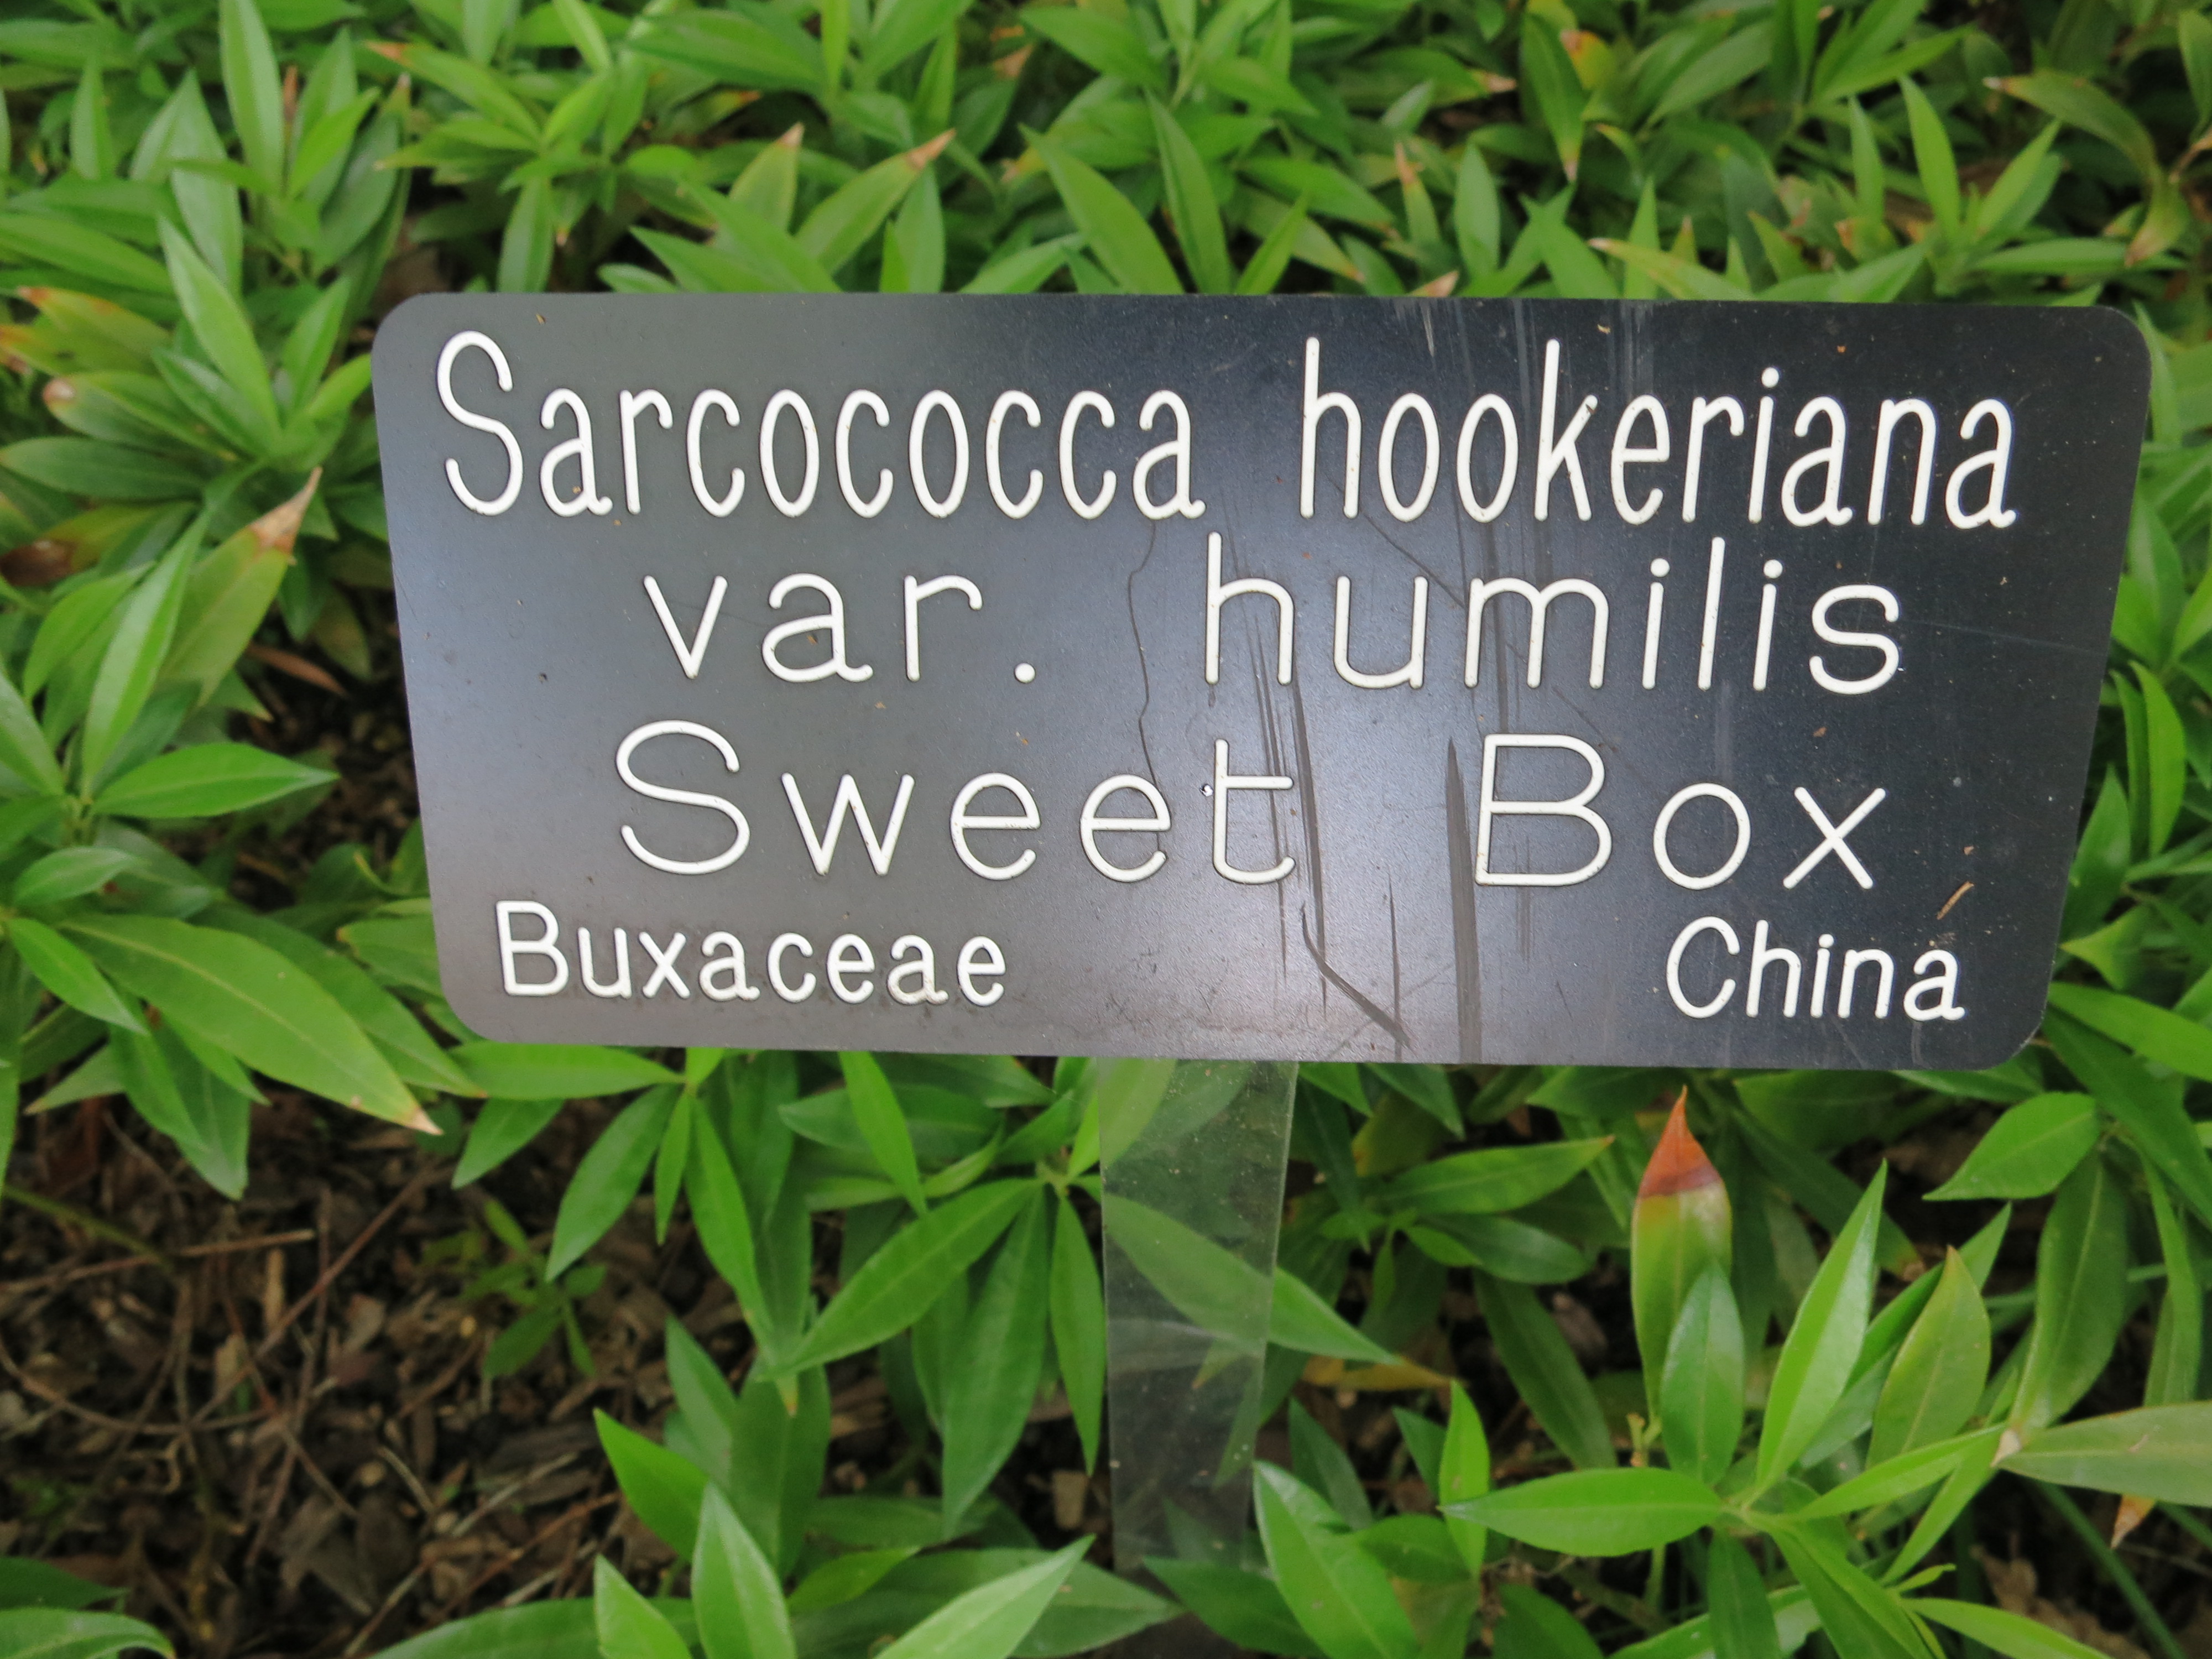 Sarcococca hookeriana
var. humilis
Sweet Box
Buxaceae China